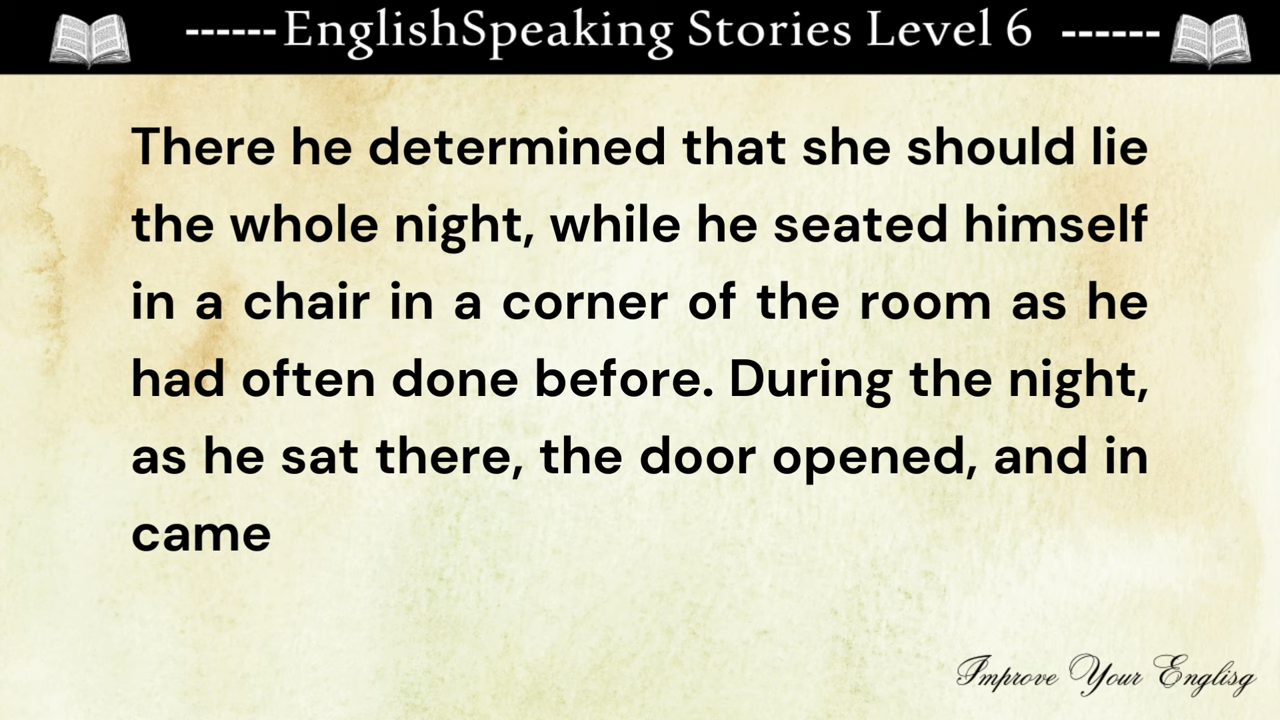 ------EnglishSpeaking Stories Level 6 ------
There he determined that she should lie
the whole night, while he seated himself
in a chair in a corner of the room as he
had often done before. During the night,
as he sat there, the door opened, and in
came
Improve Your Englisg